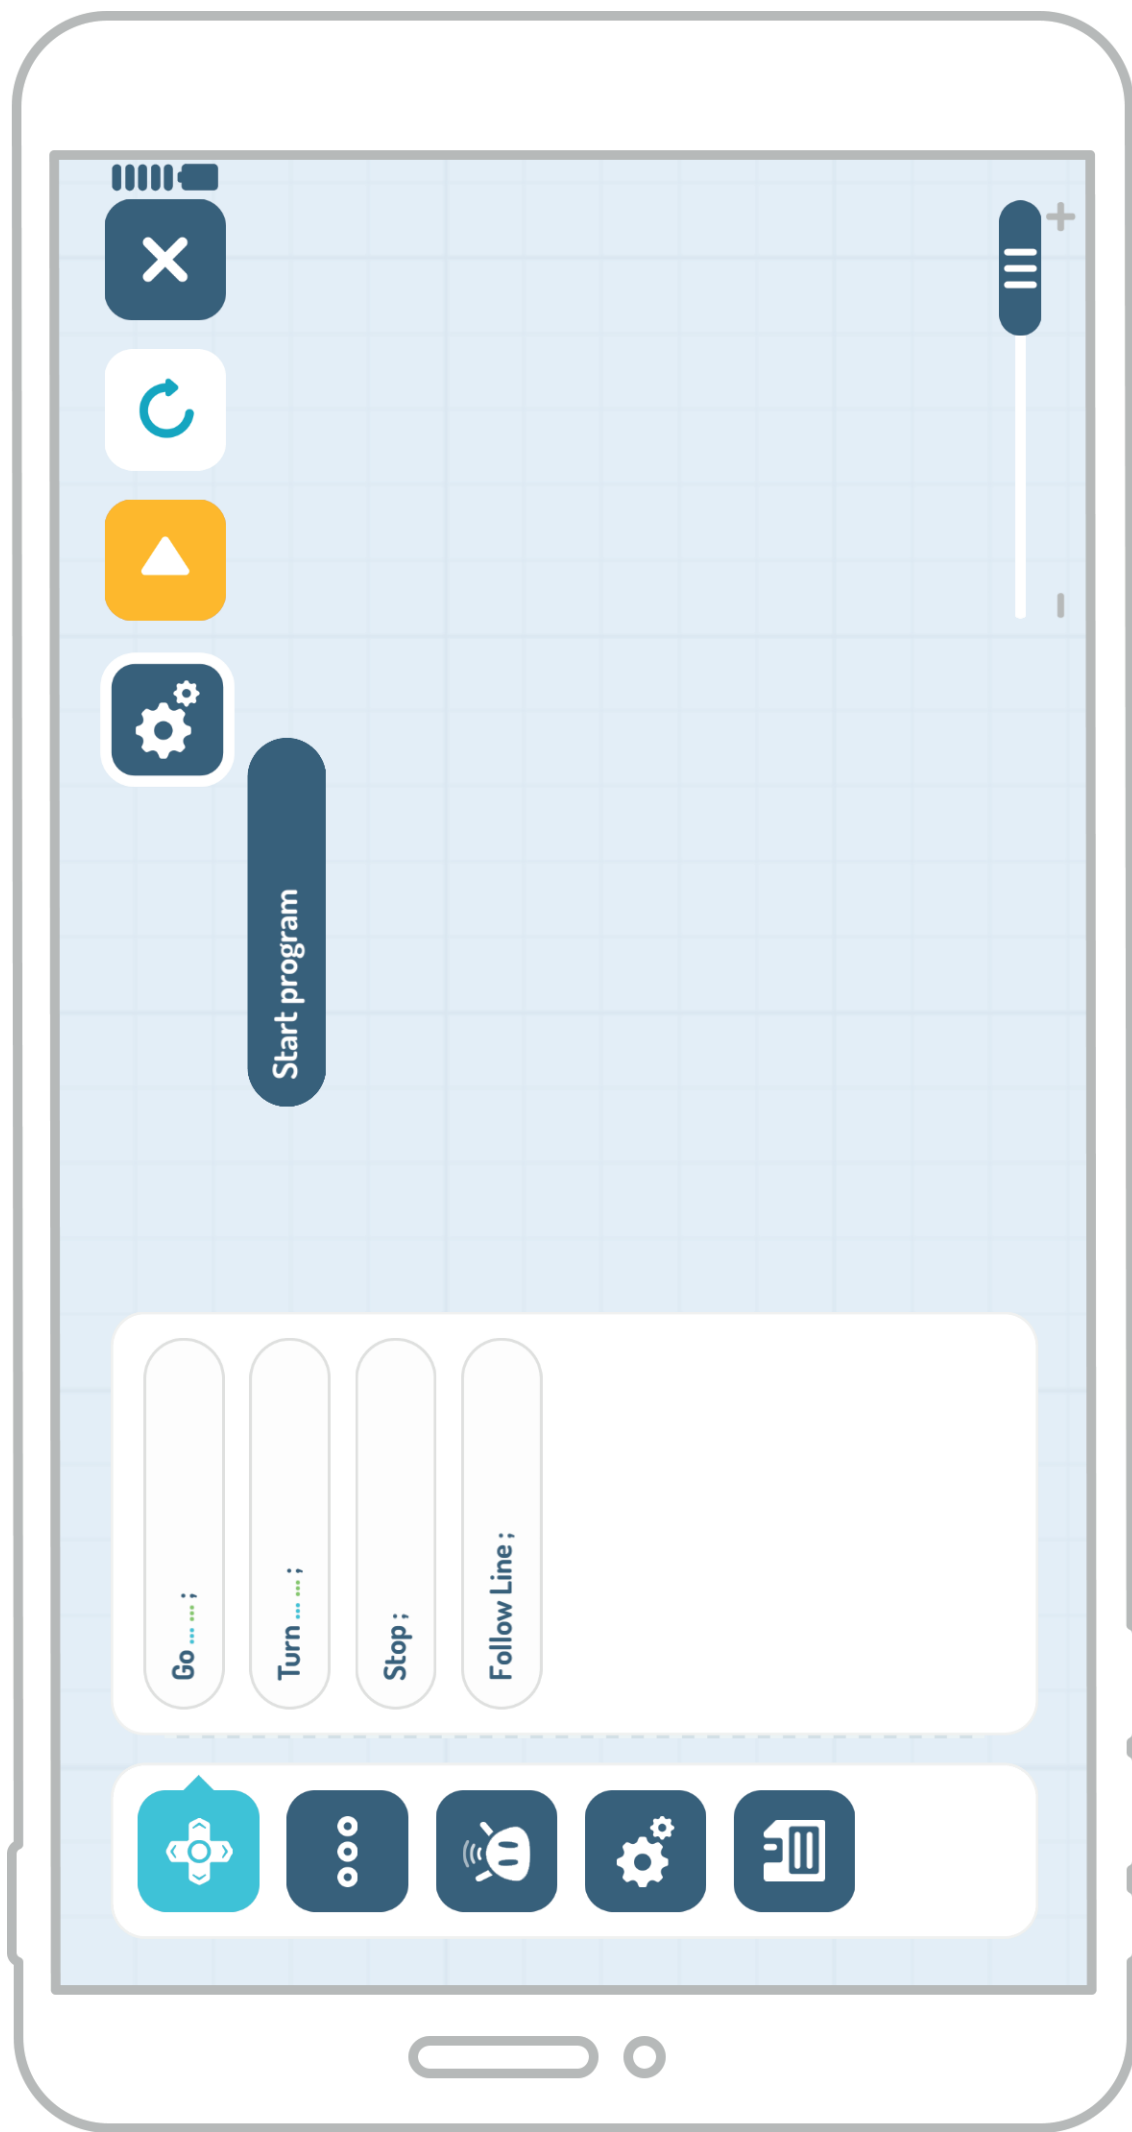 Go ... ... ;
Turn ... ... ;
Stop ;
Follow Line ;
Start program